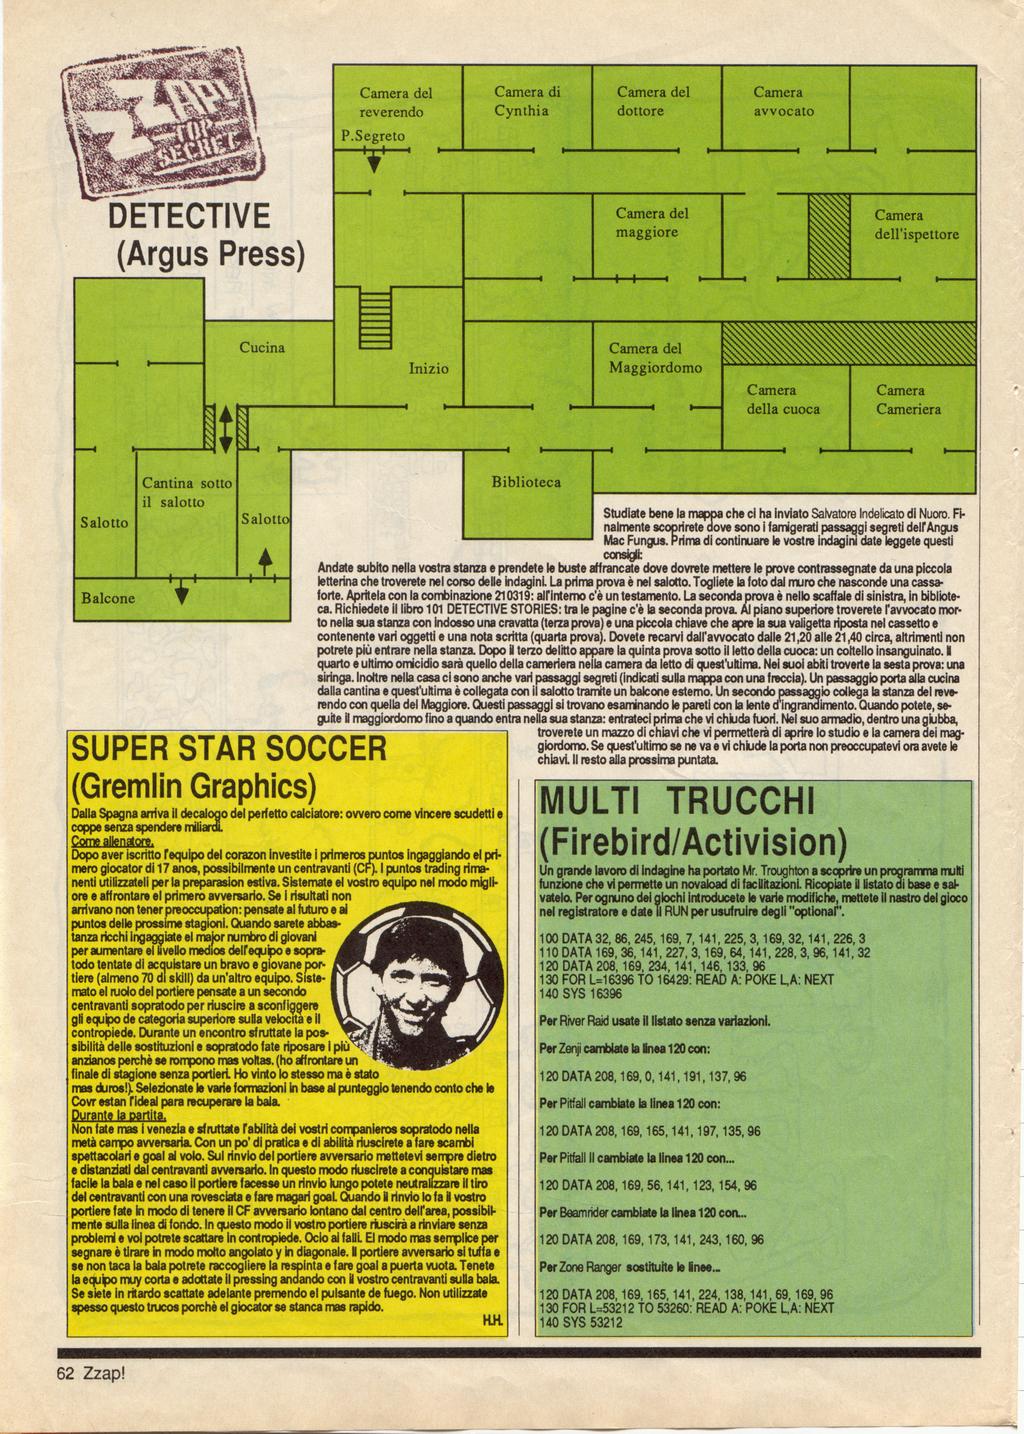 ZZAP!
TOP
SECRET
DETECTIVE
(Argus Press)
Camera del
reverendo
P.Segreto
Camera di
Cynthia
Camera del
dottore
Camera
avvocato
Camera del
maggiore
Camera
dell'ispettore
Cucina
Inizio
Camera del
Maggiordomo
Camera
della cuoca
Camera
Cameriera
Salotto
Cantina sotto
il salotto
Salotto
Biblioteca
Balcone
Studiate bene la mappa che ci ha inviato Salvatore Indelicato di Nuoro. Fi-
nalmente scoprirete dove sono i famigerati passaggi segreti dell'Angus
Mac Fungus. Prima di continuare le vostre indagini date leggete questi
consigli:
Andate subito nella vostra stanza e prendete le buste affrancate dove dovrete mettere le prove contrassegnate da una piccola
letterina che troverete nel corso delle indagini. La prima prova è nel salotto. Togliete la foto dal muro che nasconde una cassa-
forte. Apritela con la combinazione 210319: all'interno c'è un testamento. La seconda prova è nello scaffale di sinistra, in bibliote-
ca. Richiedete il libro 101 DETECTIVE STORIES: tra le pagine c'è la seconda prova. Al piano superiore troverete l'avvocato mor-
to nella sua stanza con indosso una cravatta (terza prova) e una piccola chiave che apre la sua valigetta riposta nel cassetto e
contenente vari oggetti e una nota scritta (quarta prova). Dovete recarvi dall'avvocato dalle 21,20 alle 21,40 circa, altrimenti non
potrete più entrare nella stanza. Dopo il terzo delitto appare la quinta prova sotto il letto della cuoca: un coltello insanguinato. Il
quarto e ultimo omicidio sarà quello della cameriera nella camera da letto di quest'ultima. Nei suoi abiti troverte la sesta prova: una
siringa. Inoltre nella casa ci sono anche vari passaggi segreti (indicati sulla mappa con una freccia). Un passaggio porta alla cucina
dalla cantina e quest'ultima è collegata con il salotto tramite un balcone esterno. Un secondo passaggio collega la stanza del reve-
rendo con quella del Maggiore. Questi passaggi si trovano esaminando le pareti con la lente d'ingrandimento. Quando potete, se-
guite il maggiordomo fino a quando entra nella sua stanza: entrateci prima che vi chiuda fuori. Nel suo armadio, dentro una giubba,
troverete un mazzo di chiavi che vi permetterà di aprire lo studio e la camera dei mag-
giordomo. Se quest'ultimo se ne va e vi chiude la porta non preoccupatevi ora avete le
chiavi. Il resto alla prossima puntata.
SUPER STAR SOCCER
(Gremlin Graphics)
Dalla Spagna arriva il decalogo del perfetto calciatore: ovvero come vincere scudetti e
coppe senza spendere miliardi.
Come allenatore.
Dopo aver iscritto l'equipo del corazon investite i primeros puntos ingaggiando el pri-
mero giocator di 17 anos, possibilmente un centravanti (CF). I puntos trading rima-
nenti utilizzateli per la preparasion estiva. Sistemate el vostro equipo nel modo migli-
ore e affrontare el primero avversario. Se i risultati non
arrivano non tener preoccupation: pensate al futuro e ai
puntos delle prossime stagioni. Quando sarete abbas-
tanza ricchi ingaggiate el major numbro di giovani
per aumentare el livello medios dell'equipo e sopra-
todo tentate di acquistare un bravo e giovane por-
tiere (almeno 70 di skill) da un'altro equipo. Siste-
mato el ruolo del portiere pensate a un secondo
centravanti sopratodo per riuscire a sconfiggere
gli equipo de categoria superiore sulla velocità e il
contropiede. Durante un encontro sfruttate la pos-
sibilità delle sostituzioni e sopratodo fate riposare i più
anzianos perchè se rompono mas voltas. (ho affrontare un
finale di stagione senza portieri. Ho vinto lo stesso ma è stato
mas duros!). Selezionate le varie formazioni in base al punteggio tenendo conto che le
Covr estan l'ideal para recuperare la bala.
Durante la partita.
Non fate mas i venezia e sfruttate l'abilità dei vostri companieros sopratodo nella
metà campo avversaria. Con un po' di pratica e di abilità riuscirete a fare scambi
spettacolari e goal al volo. Sul rinvio del portiere avversario mettetevi sempre dietro
e distanziati dal centravanti avversario. In questo modo riuscirete a conquistare mas
facile la bala e nel caso il portiere facesse un rinvio lungo potete neutralizzare il tiro
del centravanti con una rovesciata e fare magari goal. Quando il rinvio lo fa il vostro
portiere fate in modo di tenere il CF avversario lontano dal centro dell'area, possibil-
mente sulla linea di fondo. In questo modo il vostro portiere riuscirà a rinviare senza
problemi e voi potrete scattare in contropiede. Ocio ai falli. El modo mas semplice per
segnare è tirare in modo molto angolato y in diagonale. Il portiere avversario si tuffa e
se non taca la bala potrete raccogliere la respinta e fare goal a puerta vuota. Tenete
la equipo muy corta e adottate il pressing andando con il vostro centravanti sulla bala.
Se siete in ritardo scattate adelante premendo el pulsante de fuego. Non utilizzate
spesso questo trucos porchè el giocator se stanca mas rapido.
H.H.
MULTI TRUCCHI
(Firebird/Activision)
Un grande lavoro di indagine ha portato Mr. Troughton a scoprire un programma multi
funzione che vi permette un novaload di facilitazioni. Ricopiate il listato di base e sal-
vatelo. Per ognuno dei giochi introducete le varie modifiche, mettete il nastro del gioco
nel registratore e date il RUN per usufruire degli "optional".
100 DATA 32, 86, 245, 169, 7, 141, 225, 3, 169, 32, 141, 226, 3
110 DATA 169, 36, 141, 227, 3, 169, 64, 141, 228, 3, 96, 141, 32
120 DATA 208, 169, 234, 141, 146, 133, 96
130 FOR L=16396 TO 16429: READ A: POKE L,A: NEXT
140 SYS 16396
Per River Raid usate il listato senza variazioni.
Per Zenji cambiate la linea 120 con:
120 DATA 208, 169, 0, 141, 191, 137, 96
Per Pitfall cambiate la linea 120 con:
120 DATA 208, 169, 165, 141, 197, 135, 96
Per Pitfall II cambiate la linea 120 con...
120 DATA 208, 169, 56, 141, 123, 154, 96
Per Beamrider cambiate la linea 120 con...
120 DATA 208, 169, 173, 141, 243, 160, 96
Per Zone Ranger sostituite le linee...
120 DATA 208, 169, 165, 141, 224, 138, 141, 69, 169, 96
130 FOR L=53212 TO 53260: READ A: POKE L,A: NEXT
140 SYS 53212
62 Zzap!